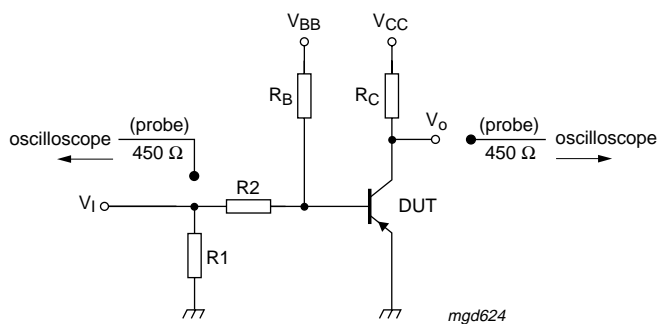 VBB VCC
RB RC
(probe) Vo (probe)
oscilloscope 450 Ω 450 Ω oscilloscope
R2 DUT
VI
R1
mgd624